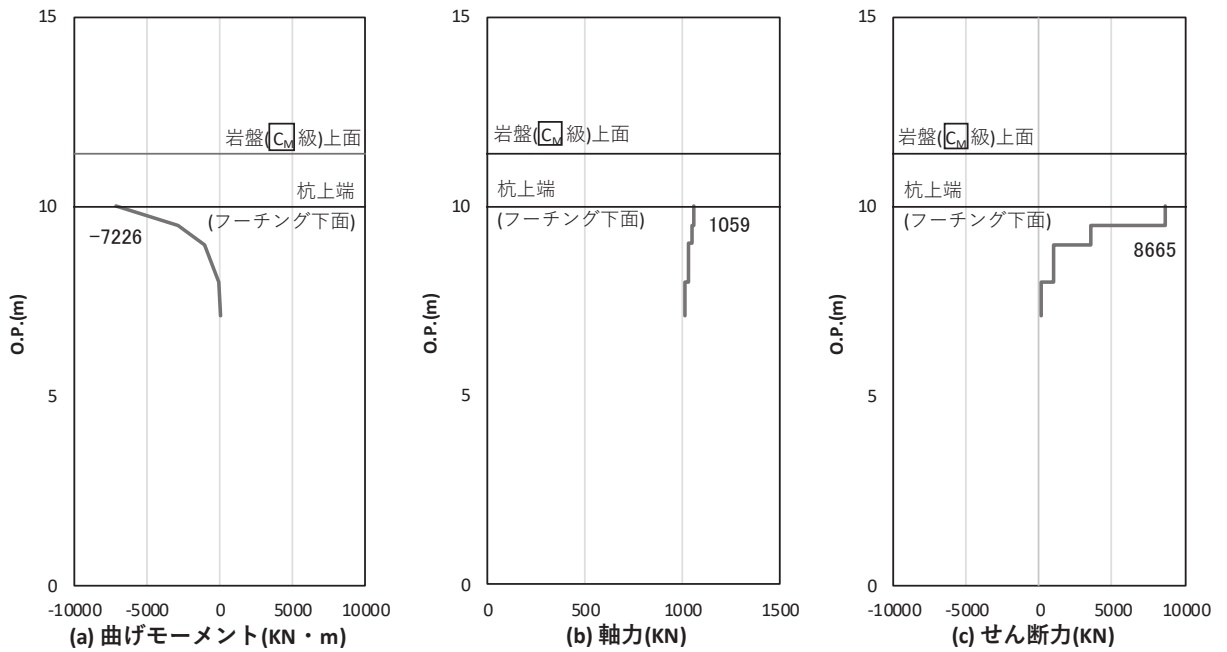 15
10
5
0
O.P.(m)
岩盤(CM級)上面
杭上端
(フーチング下面)
-7226
-10000 -5000 0 5000 10000
(a) 曲げモーメント(KN・m)
15
10
5
0
O.P.(m)
岩盤(CM級)上面
杭上端
(フーチング下面)
1059
0 500 1000 1500
(b) 軸力(KN)
15
10
5
0
O.P.(m)
岩盤(CM級)上面
杭上端
(フーチング下面)
8665
-10000 -5000 0 5000 10000
(c) せん断力(KN)